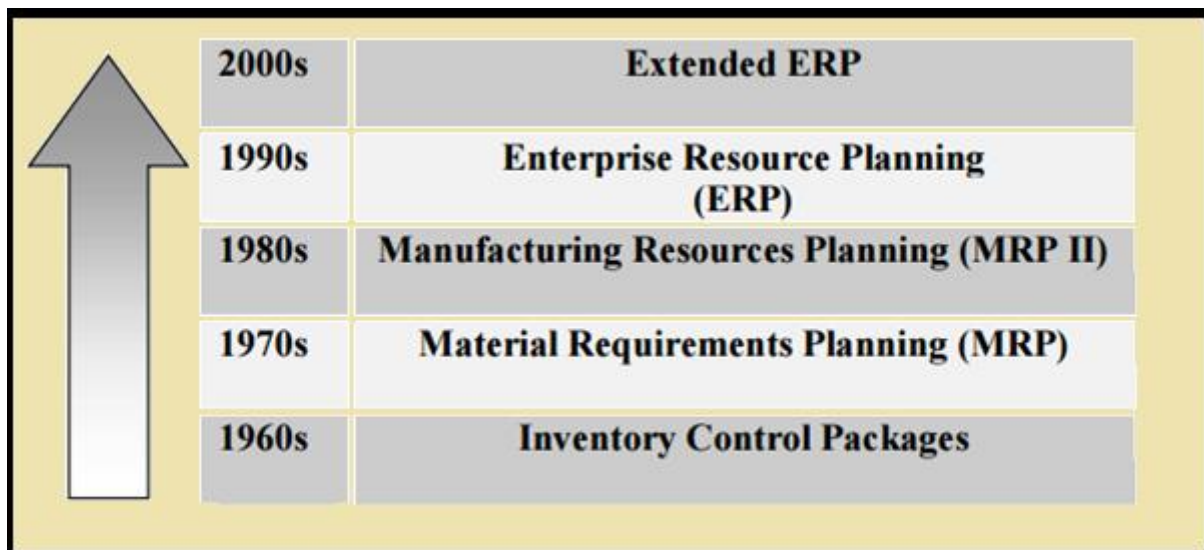 2000s Extended ERP
1990s Enterprise Resource Planning
(ERP)
1980s Manufacturing Resources Planning (MRP II)
1970s Material Requirements Planning (MRP)
1960s Inventory Control Packages